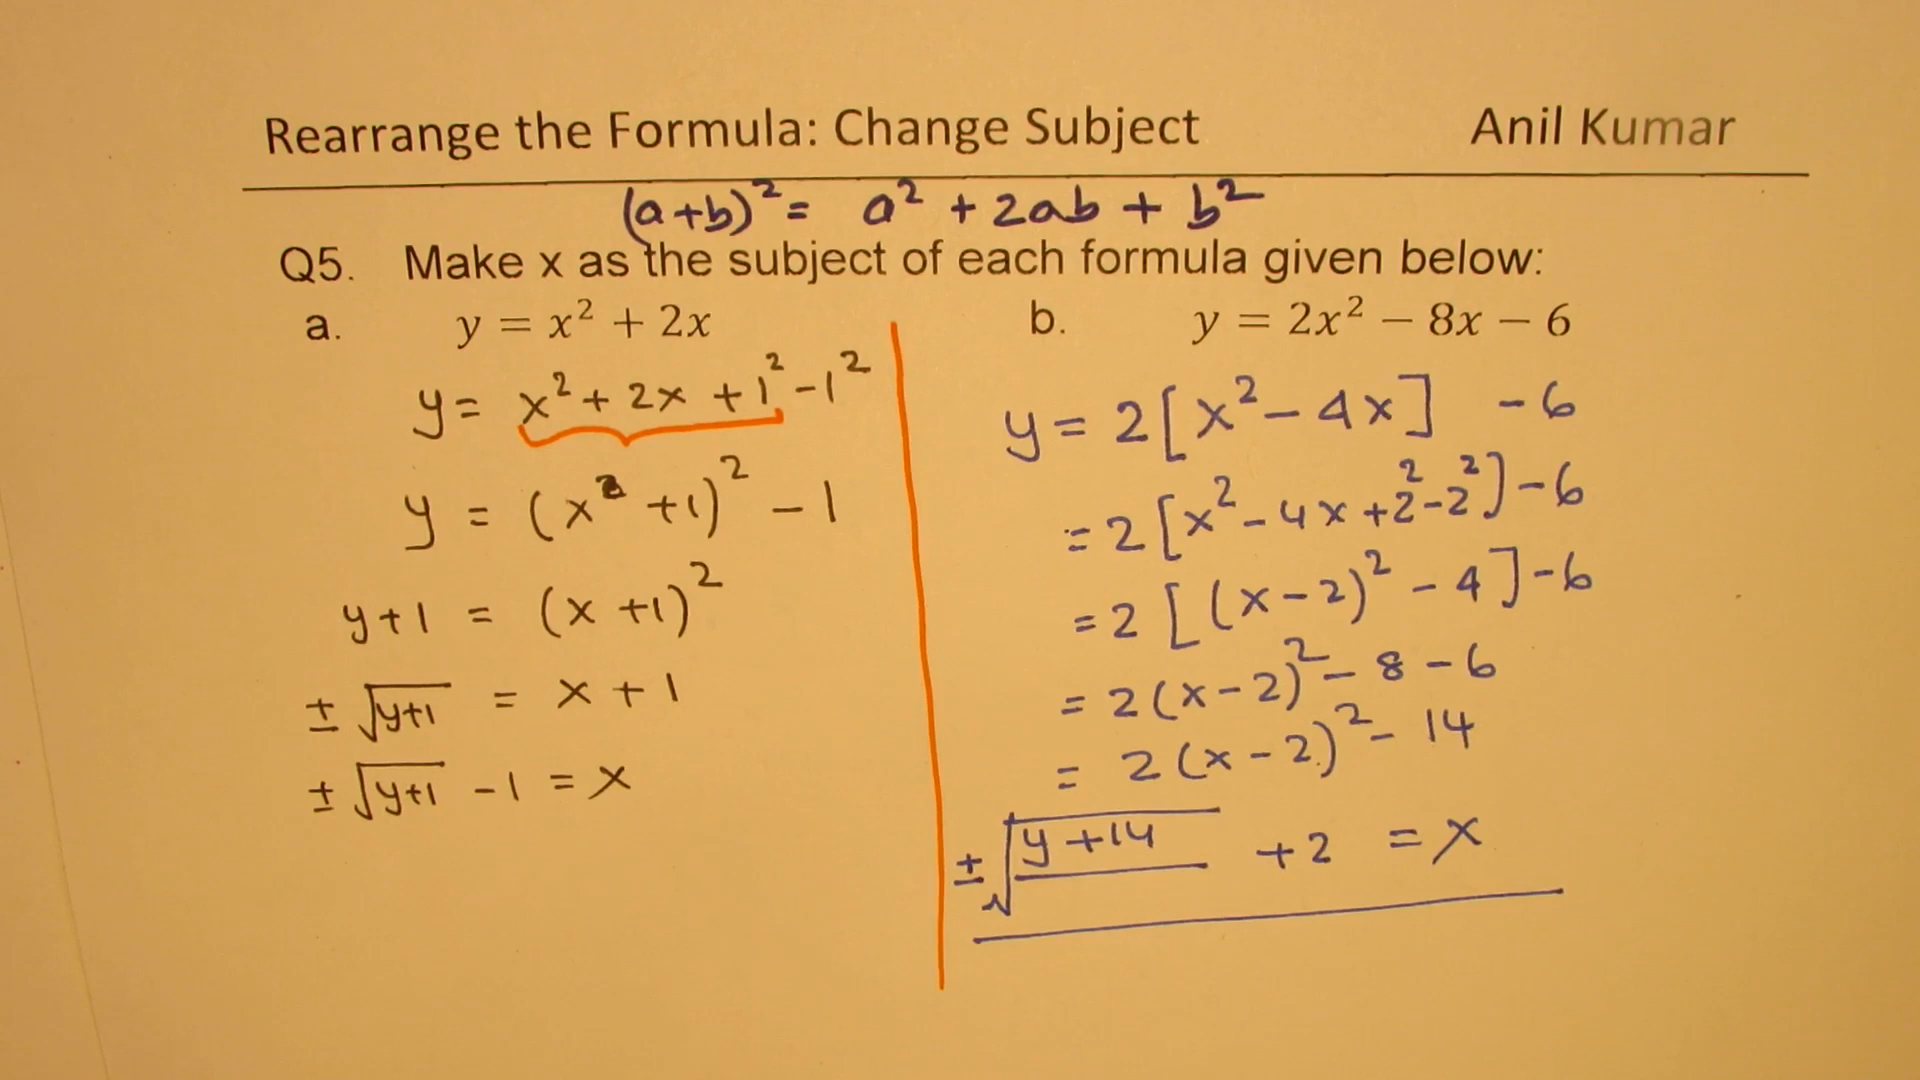 Rearrange the Formula: Change Subject Anil Kumar
(a+b)² = a² + 2ab + b²
Q5. Make x as the subject of each formula given below:
a. y = x² + 2x
y = x² + 2x + 1² - 1²
y = (x +1)² - 1
y+1 = (x +1)²
± √(y+1) = x + 1
± √(y+1) - 1 = x
b. y = 2x² − 8x − 6
y = 2[x² - 4x] - 6
= 2[x² - 4x + 2² - 2²] - 6
= 2[(x-2)² - 4] - 6
= 2(x-2)² - 8 - 6
= 2(x-2)² - 14
± √(y+14) + 2 = x